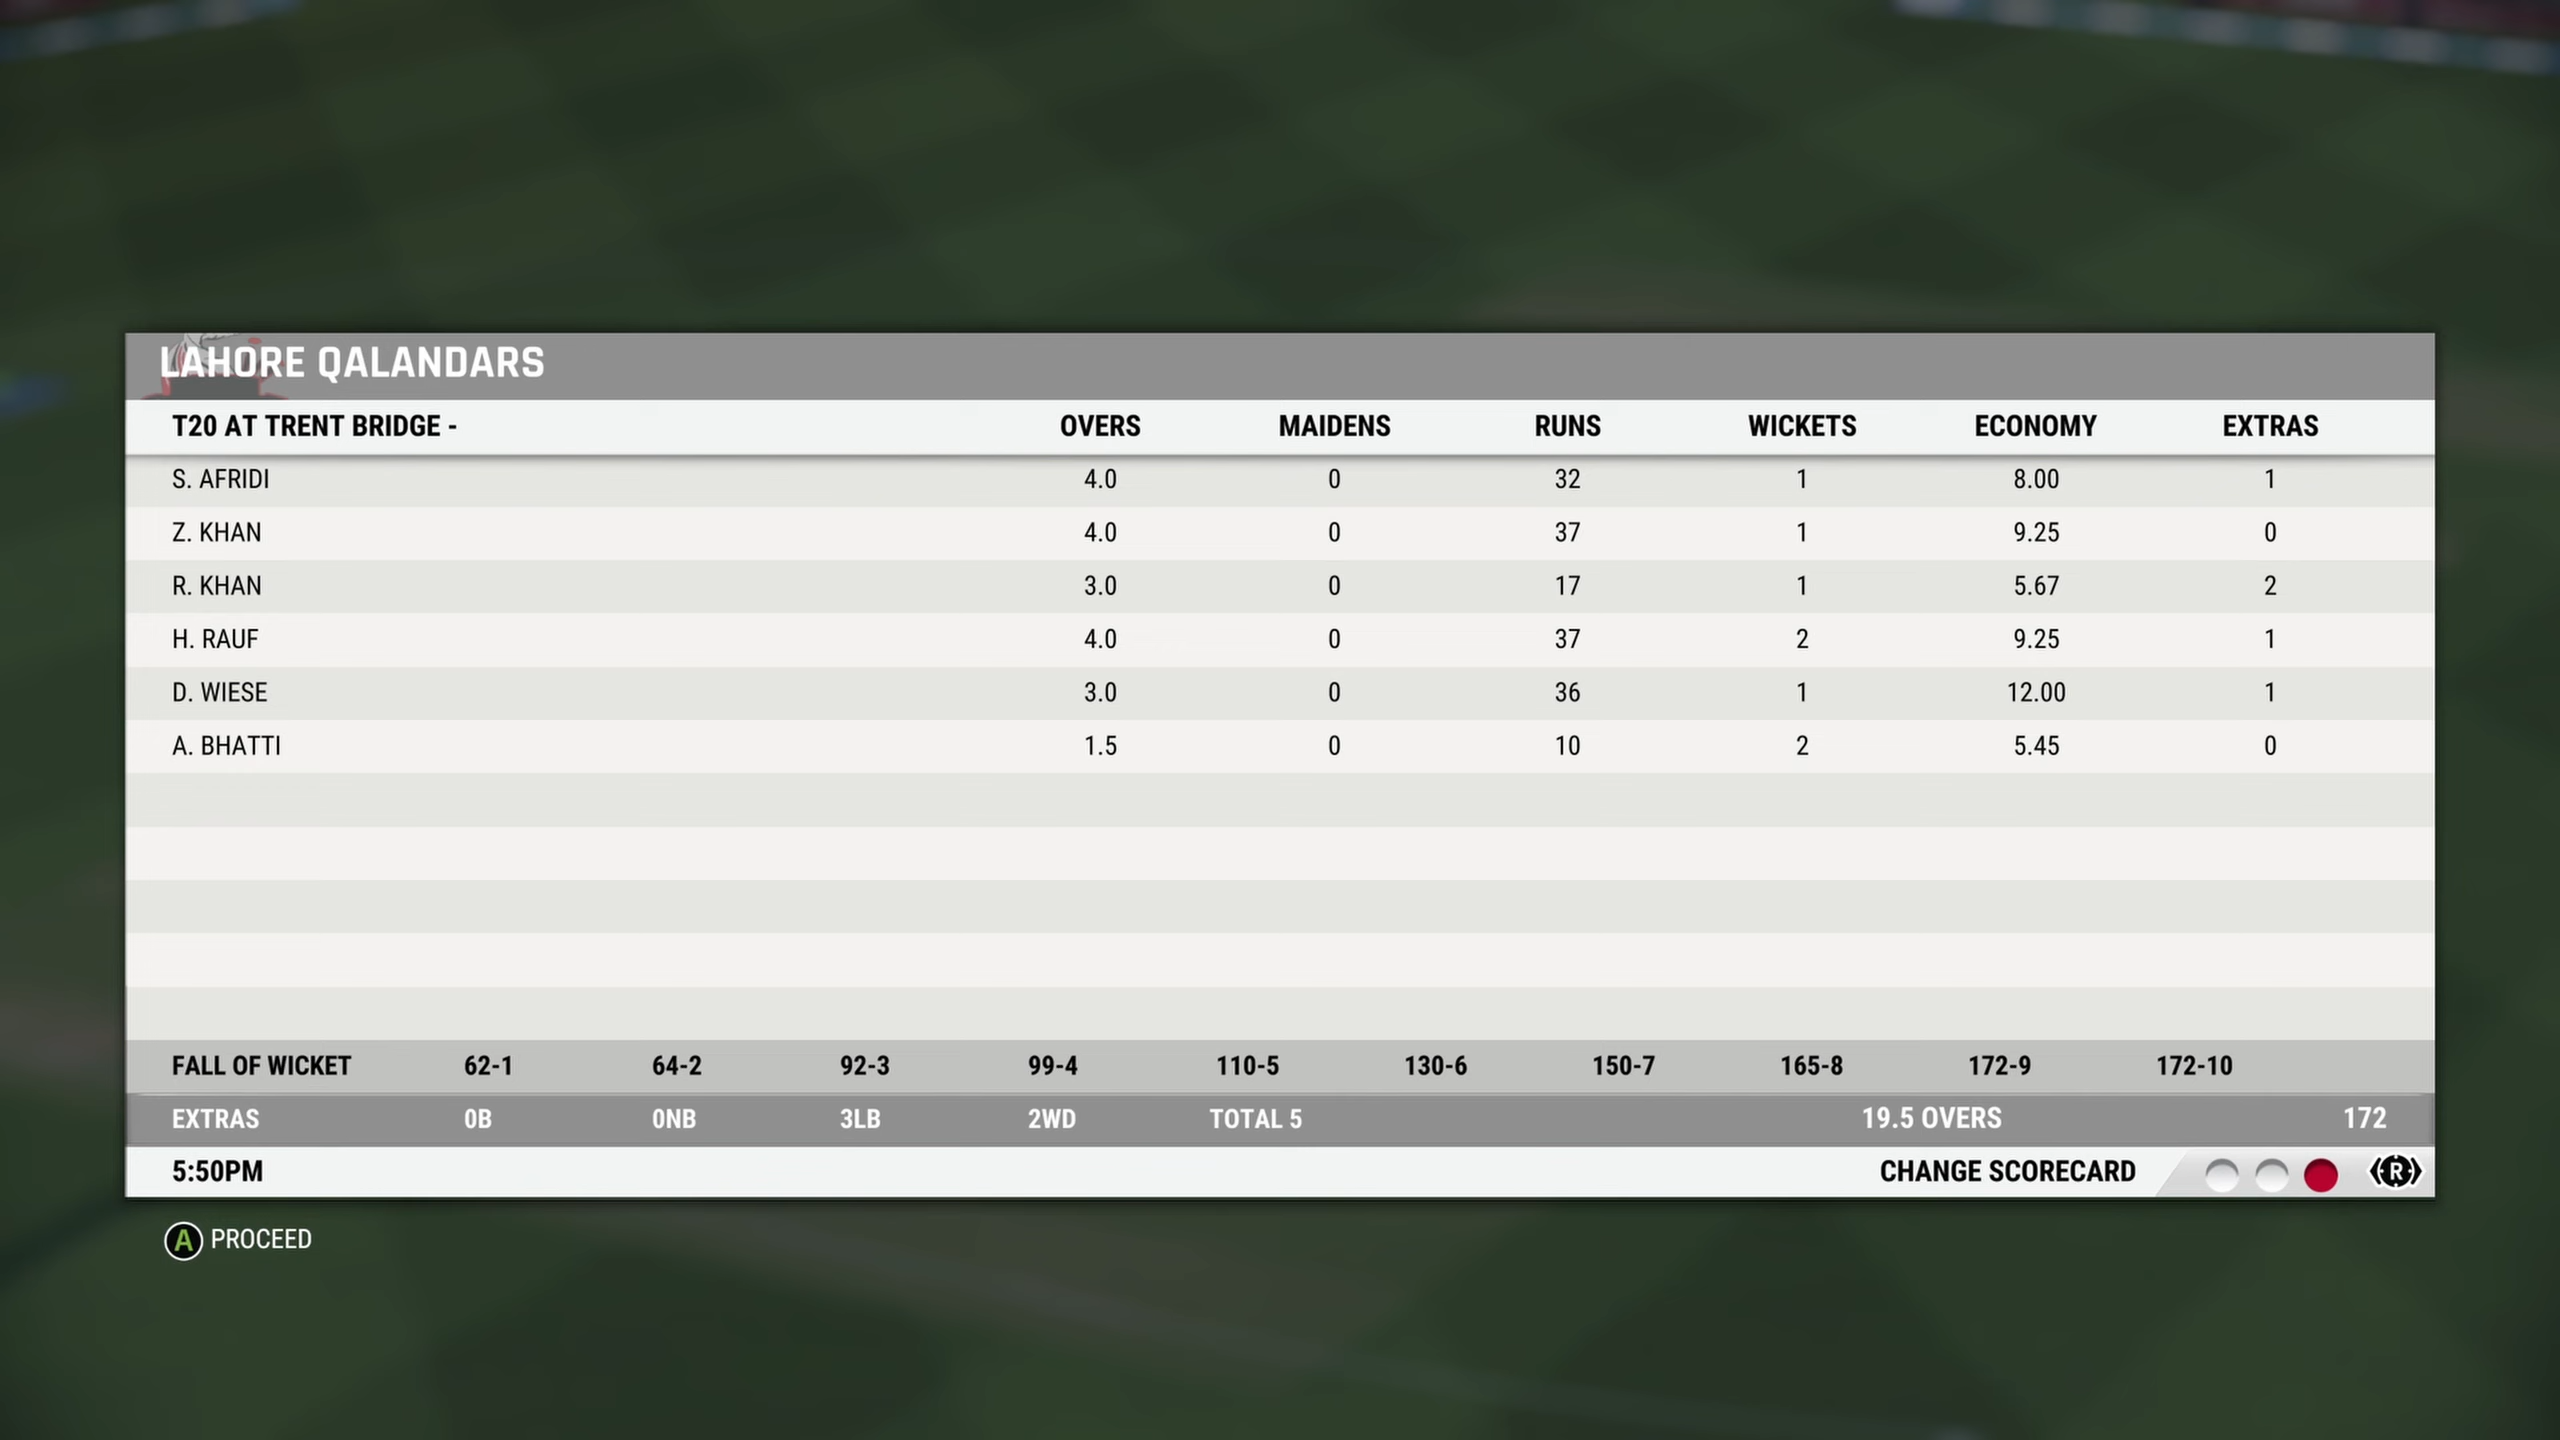 LAHORE QALANDARS
T20 AT TRENT BRIDGE - OVERS MAIDENS RUNS WICKETS ECONOMY EXTRAS
S. AFRIDI 4.0 0 32 1 8.00 1
Z. KHAN 4.0 0 37 1 9.25 0
R. KHAN 3.0 0 17 1 5.67 2
H. RAUF 4.0 0 37 2 9.25 1
D. WIESE 3.0 0 36 1 12.00 1
A. BHATTI 1.5 0 10 2 5.45 0
FALL OF WICKET 62-1 64-2 92-3 99-4 110-5 130-6 150-7 165-8 172-9 172-10
EXTRAS 0B 0NB 3LB 2WD TOTAL 5 19.5 OVERS 172
5:50PM CHANGE SCORECARD R
A PROCEED